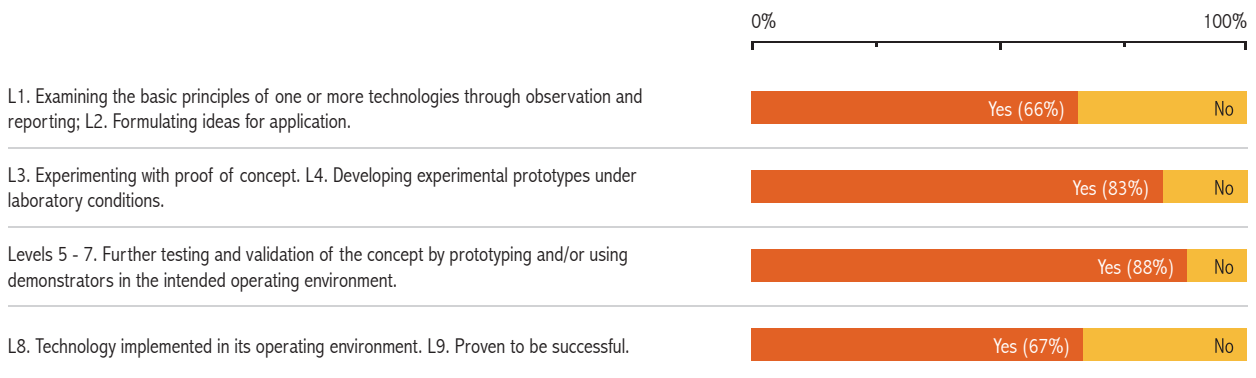 0% 100%
L1. Examining the basic principles of one or more technologies through observation and
reporting; L2. Formulating ideas for application.
Yes (66%) No
L3. Experimenting with proof of concept. L4. Developing experimental prototypes under
laboratory conditions.
Yes (83%) No
Levels 5 - 7. Further testing and validation of the concept by prototyping and/or using
demonstrators in the intended operating environment.
Yes (88%) No
L8. Technology implemented in its operating environment. L9. Proven to be successful.
Yes (67%) No